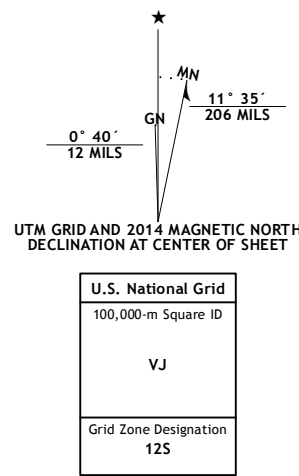 ★
MN
11° 35´
206 MILS
GN
0° 40´
12 MILS
UTM GRID AND 2014 MAGNETIC NORTH
DECLINATION AT CENTER OF SHEET
U.S. National Grid
100,000-m Square ID
VJ
Grid Zone Designation
12S